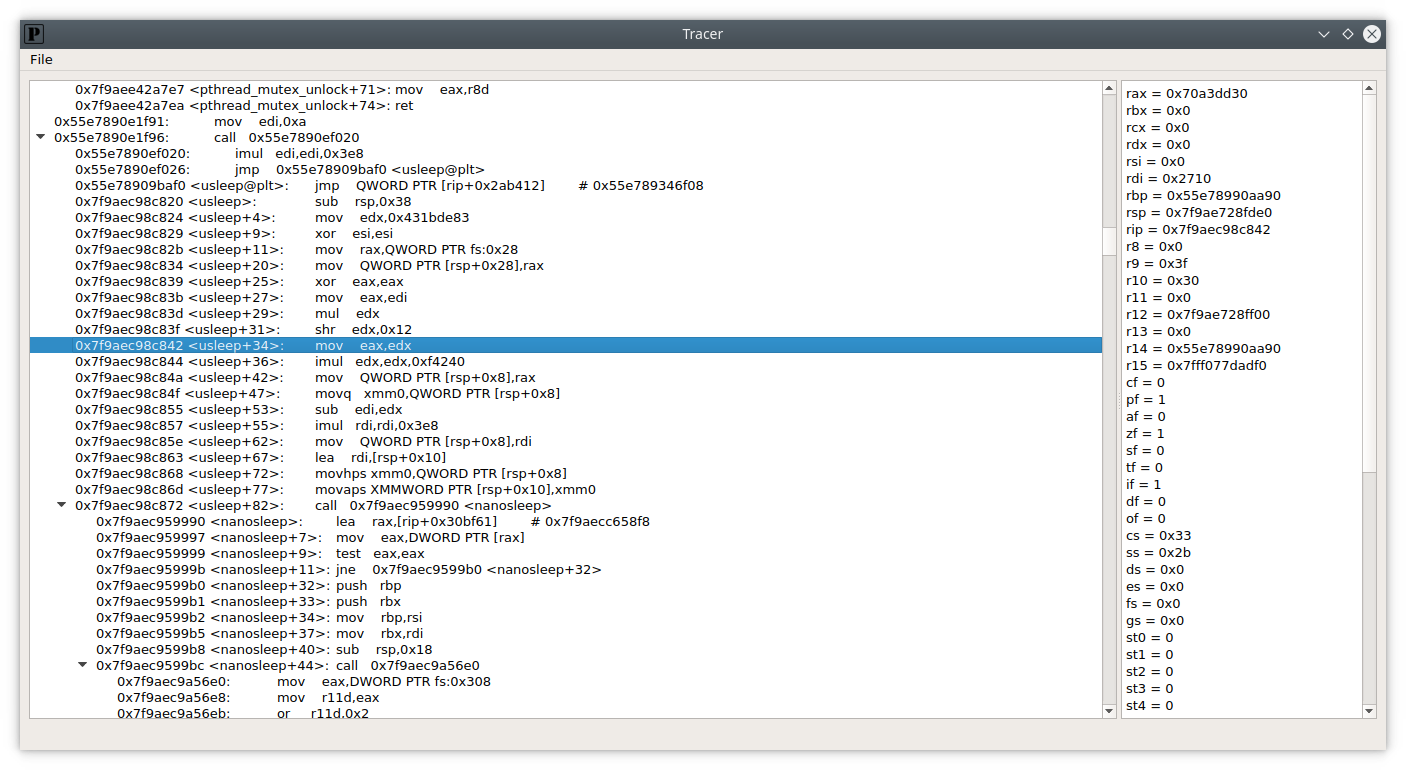 P
Tracer
File
0x7f9aee42a7e7 <pthread_mutex_unlock+71>: mov eax,r8d
0x7f9aee42a7ea <pthread_mutex_unlock+74>: ret
0x55e7890e1f91: mov edi,0xa
0x55e7890e1f96: call 0x55e7890ef020
0x55e7890ef020: imul edi,edi,0x3e8
0x55e7890ef026: jmp 0x55e78909baf0 <usleep@plt>
0x55e78909baf0 <usleep@plt>: jmp QWORD PTR [rip+0x2ab412] # 0x55e789346f08
0x7f9aec98c820 <usleep>: sub rsp,0x38
0x7f9aec98c824 <usleep+4>: mov edx,0x431bde83
0x7f9aec98c829 <usleep+9>: xor esi,esi
0x7f9aec98c82b <usleep+11>: mov rax,QWORD PTR fs:0x28
0x7f9aec98c834 <usleep+20>: mov QWORD PTR [rsp+0x28],rax
0x7f9aec98c839 <usleep+25>: xor eax,eax
0x7f9aec98c83b <usleep+27>: mov eax,edi
0x7f9aec98c83d <usleep+29>: mul edx
0x7f9aec98c83f <usleep+31>: shr edx,0x12
0x7f9aec98c842 <usleep+34>: mov eax,edx
0x7f9aec98c844 <usleep+36>: imul edx,edx,0xf4240
0x7f9aec98c84a <usleep+42>: mov QWORD PTR [rsp+0x8],rax
0x7f9aec98c84f <usleep+47>: movq xmm0,QWORD PTR [rsp+0x8]
0x7f9aec98c855 <usleep+53>: sub edi,edx
0x7f9aec98c857 <usleep+55>: imul rdi,rdi,0x3e8
0x7f9aec98c85e <usleep+62>: mov QWORD PTR [rsp+0x8],rdi
0x7f9aec98c863 <usleep+67>: lea rdi,[rsp+0x10]
0x7f9aec98c868 <usleep+72>: movhps xmm0,QWORD PTR [rsp+0x8]
0x7f9aec98c86d <usleep+77>: movaps XMMWORD PTR [rsp+0x10],xmm0
0x7f9aec98c872 <usleep+82>: call 0x7f9aec959990 <nanosleep>
0x7f9aec959990 <nanosleep>: lea rax,[rip+0x30bf61] # 0x7f9aecc658f8
0x7f9aec959997 <nanosleep+7>: mov eax,DWORD PTR [rax]
0x7f9aec959999 <nanosleep+9>: test eax,eax
0x7f9aec95999b <nanosleep+11>: jne 0x7f9aec9599b0 <nanosleep+32>
0x7f9aec9599b0 <nanosleep+32>: push rbp
0x7f9aec9599b1 <nanosleep+33>: push rbx
0x7f9aec9599b2 <nanosleep+34>: mov rbp,rsi
0x7f9aec9599b5 <nanosleep+37>: mov rbx,rdi
0x7f9aec9599b8 <nanosleep+40>: sub rsp,0x18
0x7f9aec9599bc <nanosleep+44>: call 0x7f9aec9a56e0
0x7f9aec9a56e0: mov eax,DWORD PTR fs:0x308
0x7f9aec9a56e8: mov r11d,eax
0x7f9aec9a56eb: or r11d,0x2
rax = 0x70a3dd30
rbx = 0x0
rcx = 0x0
rdx = 0x0
rsi = 0x0
rdi = 0x2710
rbp = 0x55e78990aa90
rsp = 0x7f9ae728fde0
rip = 0x7f9aec98c842
r8 = 0x0
r9 = 0x3f
r10 = 0x30
r11 = 0x0
r12 = 0x7f9ae728ff00
r13 = 0x0
r14 = 0x55e78990aa90
r15 = 0x7fff077dadf0
cf = 0
pf = 1
af = 0
zf = 1
sf = 0
tf = 0
if = 1
df = 0
of = 0
cs = 0x33
ss = 0x2b
ds = 0x0
es = 0x0
fs = 0x0
gs = 0x0
st0 = 0
st1 = 0
st2 = 0
st3 = 0
st4 = 0